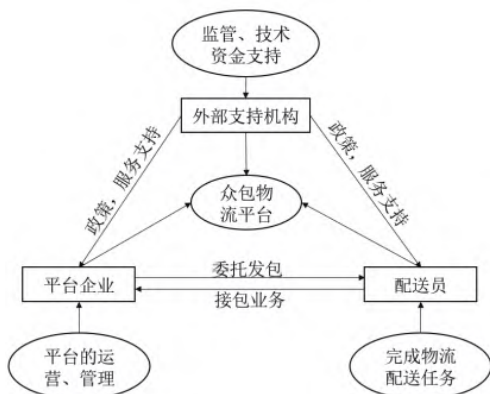 监管、技术
资金支持
外部支持机构
政策，服务支持
政策，服务支持
众包物
流平台
委托发包
平台企业
配送员
接包业务
平台的运
营、管理
完成物流
配送任务